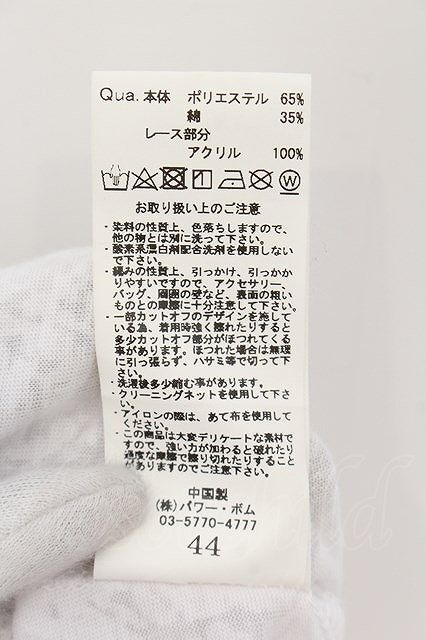 Qua. 本体 ポリエステル 65%
綿 35%
レース部分
アクリル 100%
W
お取り扱い上のご注意
・染料の性質上、色落ちしますので、
他の物とは別に洗って下さい。
・酸素系漂白剤配合洗剤を使用しない
で下さい。
・編みの性質上、引っかけ、引っかか
りやすいですので、アクセサリー、
バッグ、周囲の壁など、表面の粗い
ものとの摩擦に十分注意して下さい。
・一部カットオフのデザインを施して
いる為、着用時強く擦れたりすると
多少カットオフ部分がほつれてくる
事があります。ほつれた場合は無理
に引っ張らず、ハサミ等で切って下
さい。
・洗濯後多少縮む事があります。
・クリーニングネットを使用して下さ
い。
・アイロンの際は、あて布を使用して
ください。
・この商品は大変デリケートな素材で
すので、強い力が加わると破れたり
過度な摩擦で擦り切れたりすること
がありますのでご注意下さい。
中国製
(株)パワー・ボム
03-5770-4777
44